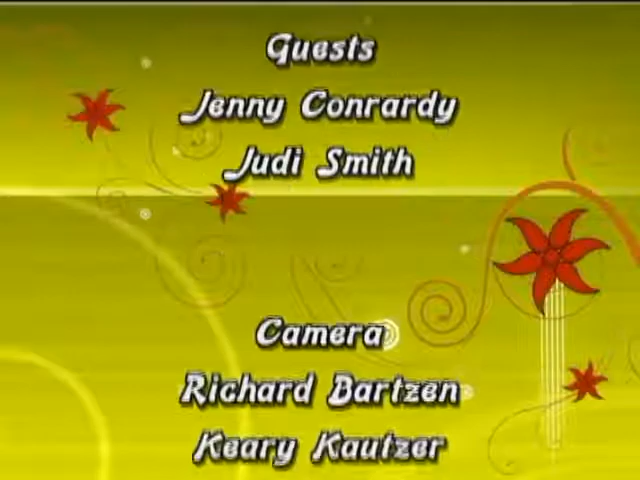 Guests
Jenny Conrardy
Judi Smith
Camera
Richard Bartzen
Keary Kautzer